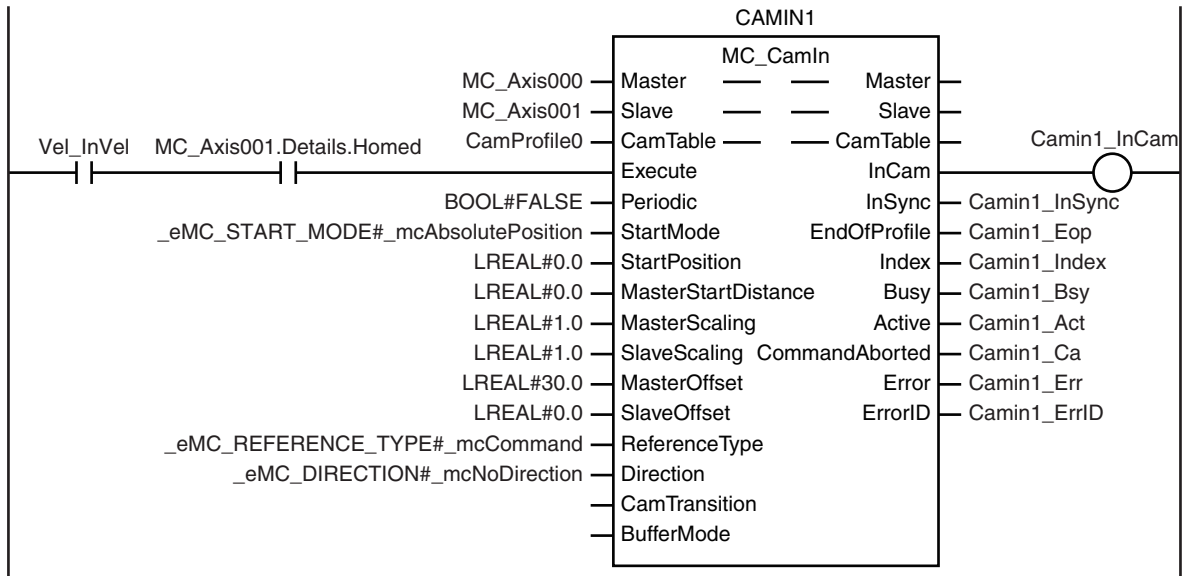 CAMIN1
MC_CamIn
MC_Axis000 Master Master
MC_Axis001 Slave Slave
CamProfile0 CamTable CamTable
Vel_InVel MC_Axis001.Details.Homed Execute InCam Camin1_InCam
BOOL#FALSE Periodic InSync Camin1_InSync
_eMC_START_MODE#_mcAbsolutePosition StartMode EndOfProfile Camin1_Eop
LREAL#0.0 StartPosition Index Camin1_Index
LREAL#0.0 MasterStartDistance Busy Camin1_Bsy
LREAL#1.0 MasterScaling Active Camin1_Act
LREAL#1.0 SlaveScaling CommandAborted Camin1_Ca
LREAL#30.0 MasterOffset Error Camin1_Err
LREAL#0.0 SlaveOffset ErrorID Camin1_ErrID
_eMC_REFERENCE_TYPE#_mcCommand ReferenceType
_eMC_DIRECTION#_mcNoDirection Direction
CamTransition
BufferMode